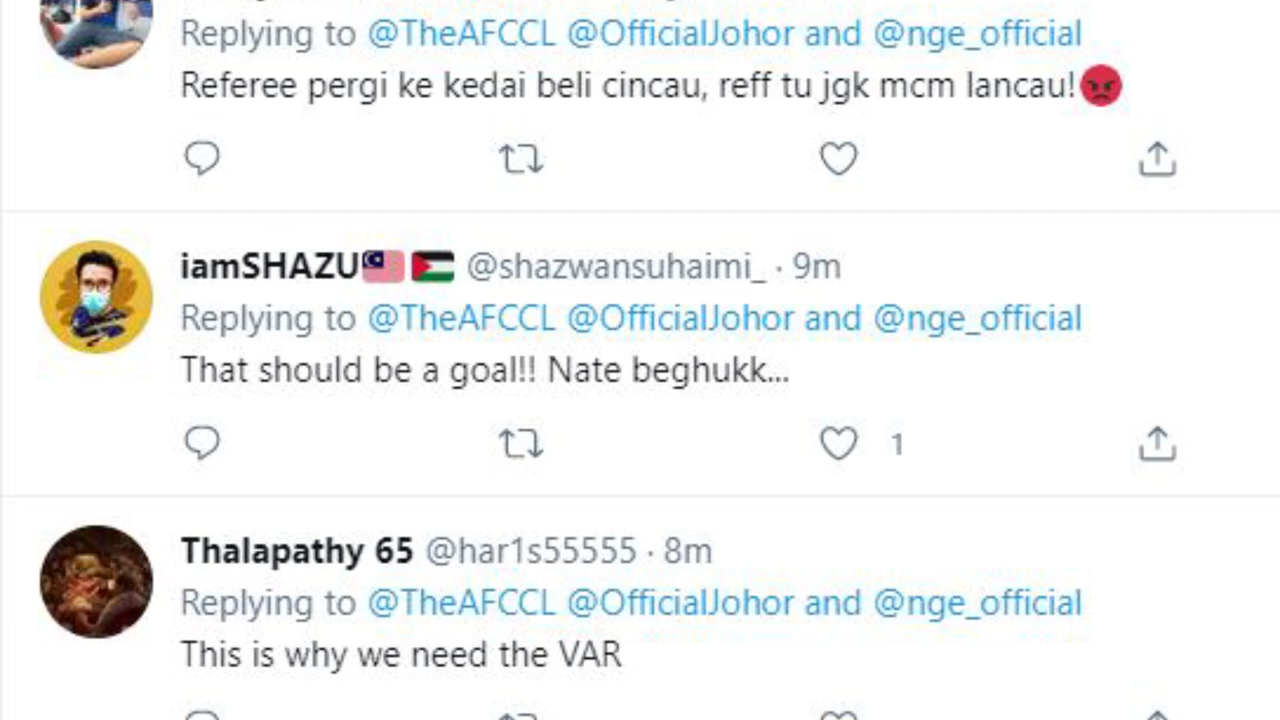 Replying to @TheAFCCL @OfficialJohor and @nge_official
Referee pergi ke kedai beli cincau, reff tu jgk mcm lancau!😡
iamSHAZU🇲🇾🇵🇸 @shazwansuhaimi_ · 9m
Replying to @TheAFCCL @OfficialJohor and @nge_official
That should be a goal!! Nate beghukk...
1
Thalapathy 65 @har1s55555 · 8m
Replying to @TheAFCCL @OfficialJohor and @nge_official
This is why we need the VAR